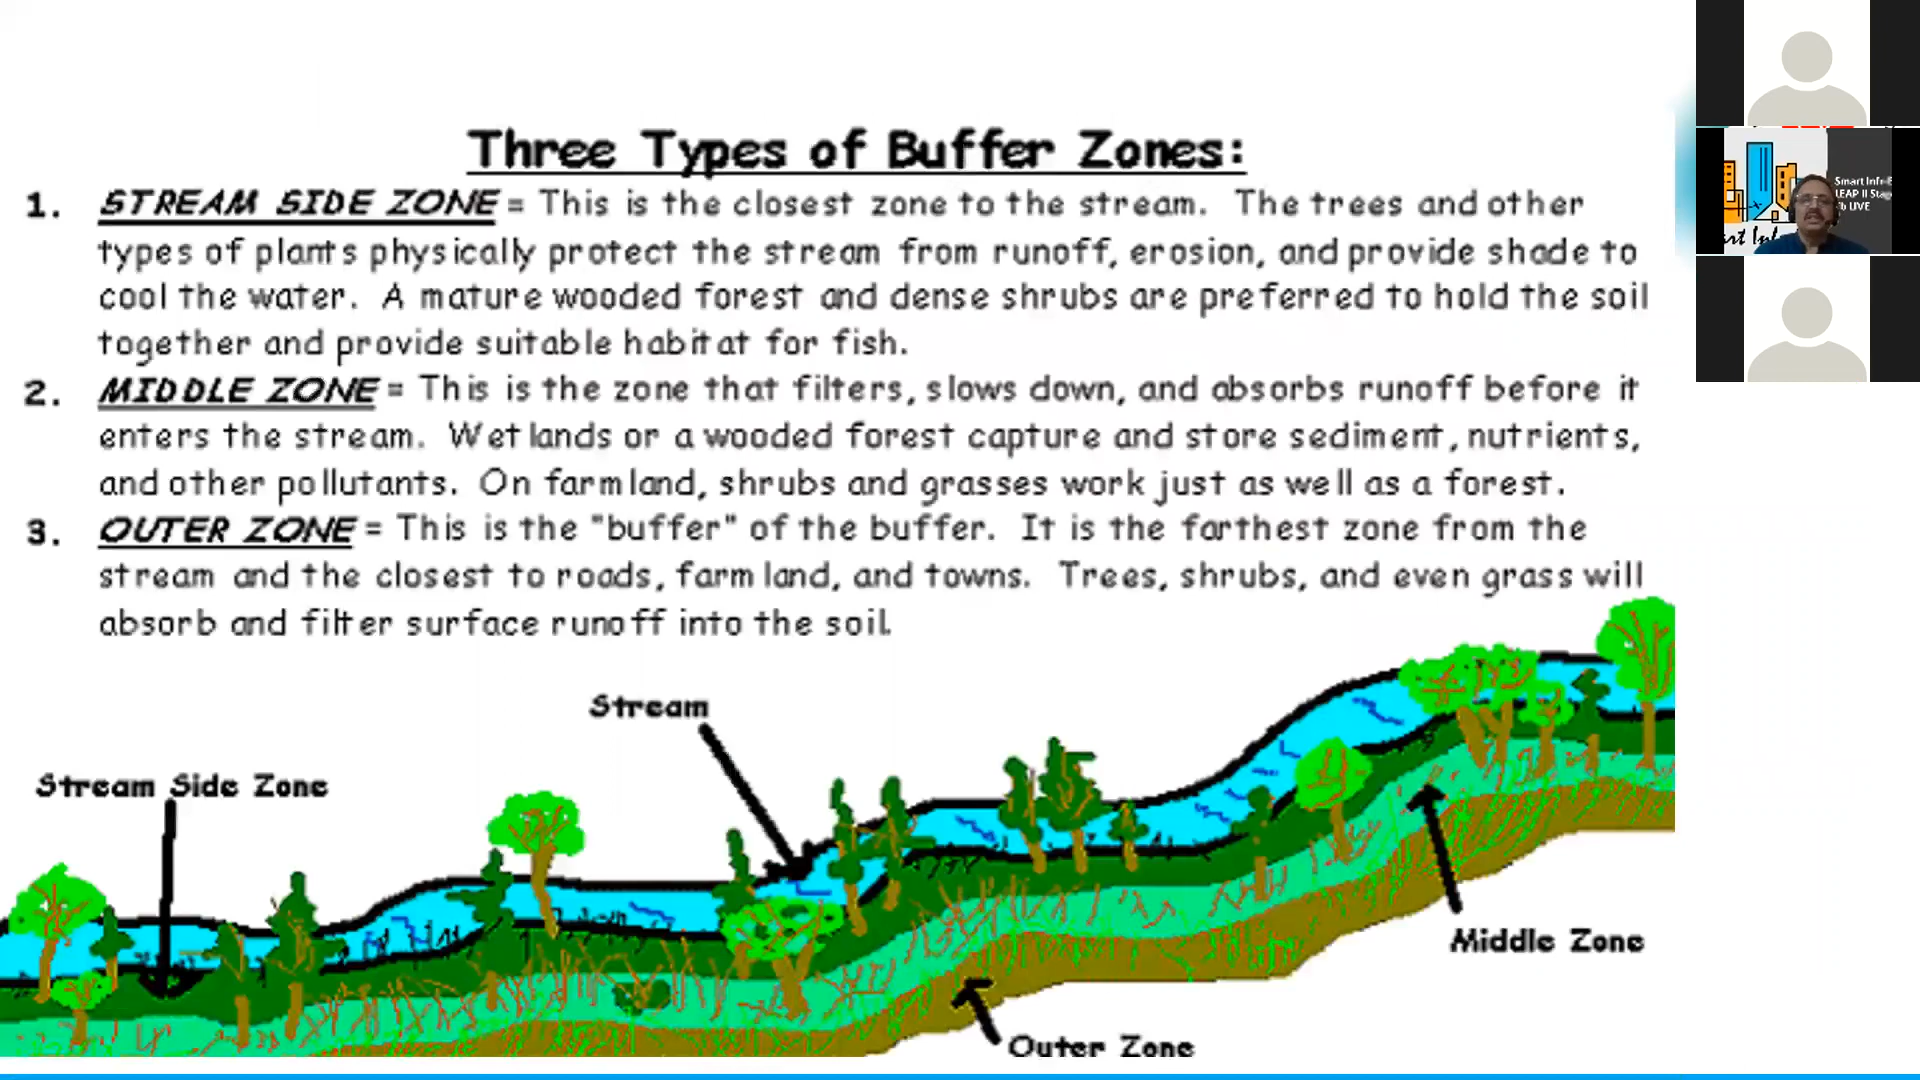 Three Types of Buffer Zones:
1. STREAM SIDE ZONE = This is the closest zone to the stream. The trees and other
types of plants physically protect the stream from runoff, erosion, and provide shade to
cool the water. A mature wooded forest and dense shrubs are preferred to hold the soil
together and provide suitable habitat for fish.
2. MIDDLE ZONE = This is the zone that filters, slows down, and absorbs runoff before it
enters the stream. Wetlands or a wooded forest capture and store sediment, nutrients,
and other pollutants. On farmland, shrubs and grasses work just as well as a forest.
3. OUTER ZONE = This is the "buffer" of the buffer. It is the farthest zone from the
stream and the closest to roads, farmland, and towns. Trees, shrubs, and even grass will
absorb and filter surface runoff into the soil.
Stream
Stream Side Zone
Middle Zone
Outer Zone
Smart Infr
LEAP II Stag
LIVE